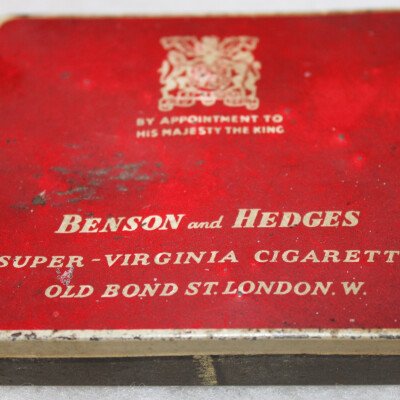 BY APPOINTMENT TO
HIS MAJESTY THE KING
BENSON and HEDGES
SUPER-VIRGINIA CIGARETT
OLD BOND ST. LONDON. W.